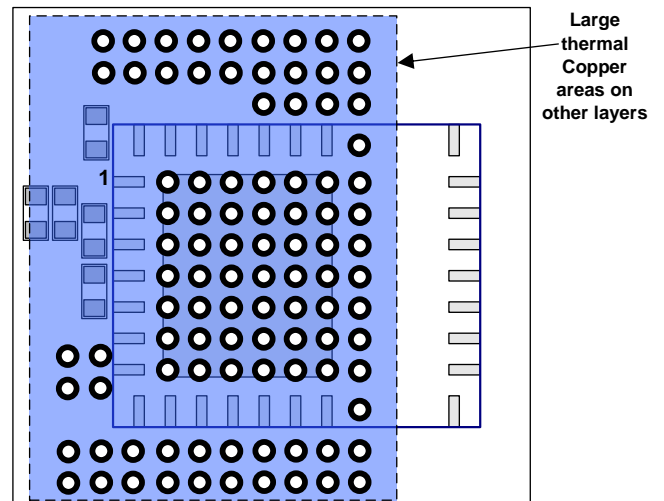 Large
thermal
Copper
areas on
other layers
1